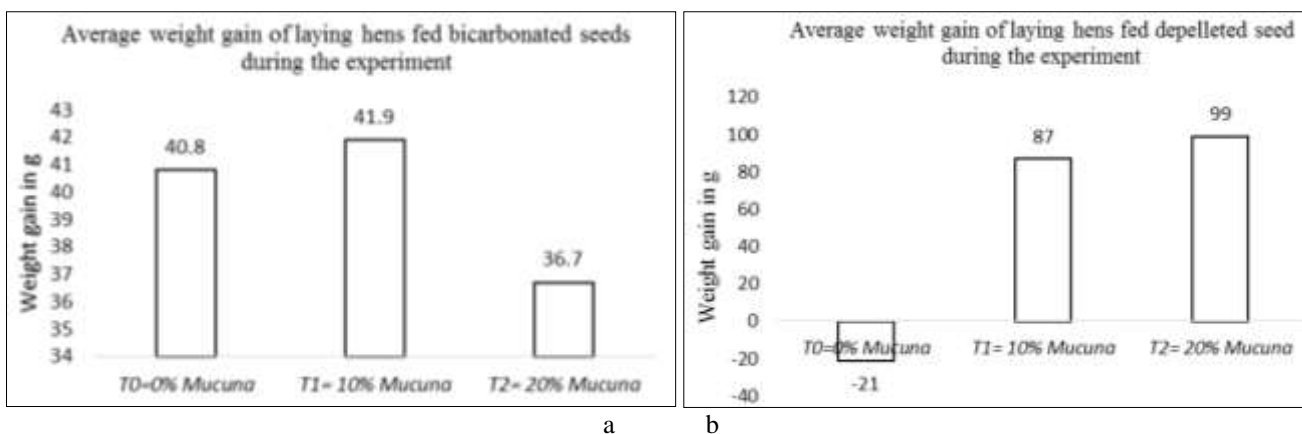 Average weight gain of laying hens fed bicarbonated seeds
during the experiment
Weight gain in g
43
42
41
40
39
38
37
36
35
34
40.8
41.9
36.7
T0=0% Mucuna T1= 10% Mucuna T2= 20% Mucuna
Average weight gain of laying hens fed depelleted seed
during the experiment
Weight gain in g
120
100
80
60
40
20
0
-20
-40
-21
87
99
T0=0% Mucuna T1= 10% Mucuna T2= 20% Mucuna
a b